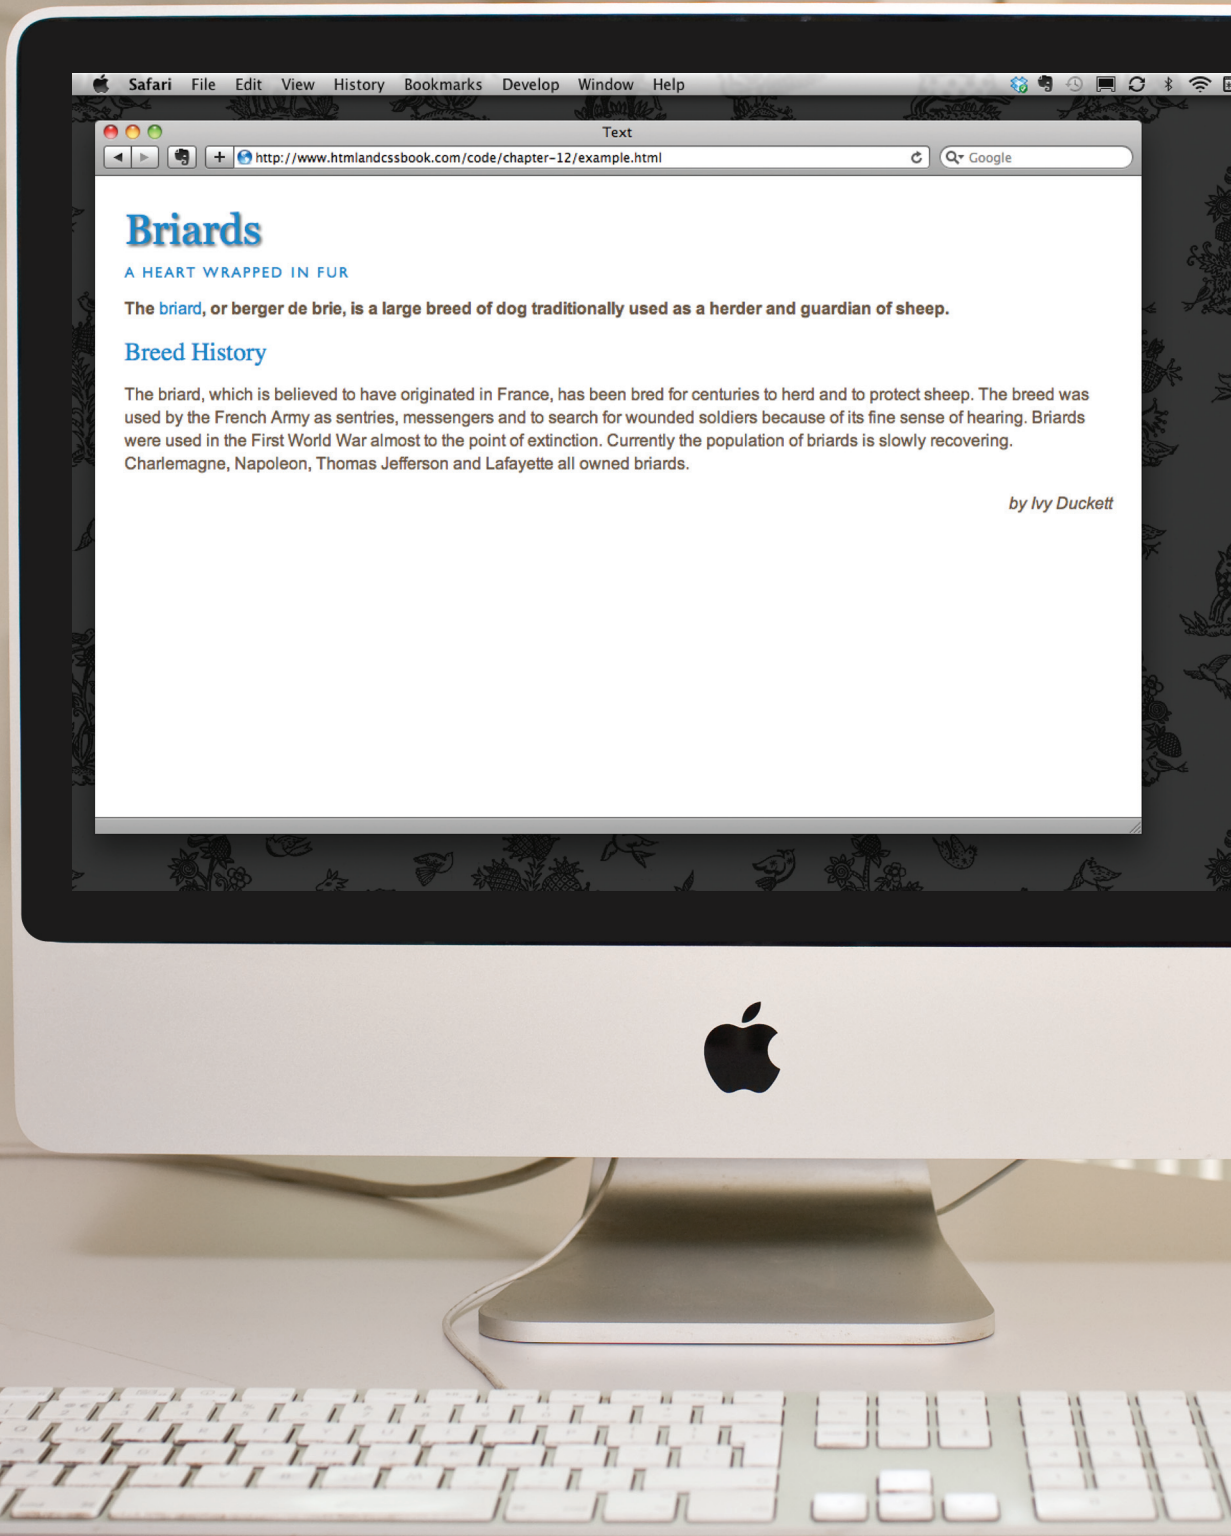 Safari File Edit View History Bookmarks Develop Window Help
Text
http://www.htmlandcssbook.com/code/chapter-12/example.html
Google
Briards
A HEART WRAPPED IN FUR
The briard, or berger de brie, is a large breed of dog traditionally used as a herder and guardian of sheep.
Breed History
The briard, which is believed to have originated in France, has been bred for centuries to herd and to protect sheep. The breed was
used by the French Army as sentries, messengers and to search for wounded soldiers because of its fine sense of hearing. Briards
were used in the First World War almost to the point of extinction. Currently the population of briards is slowly recovering.
Charlemagne, Napoleon, Thomas Jefferson and Lafayette all owned briards.
by Ivy Duckett